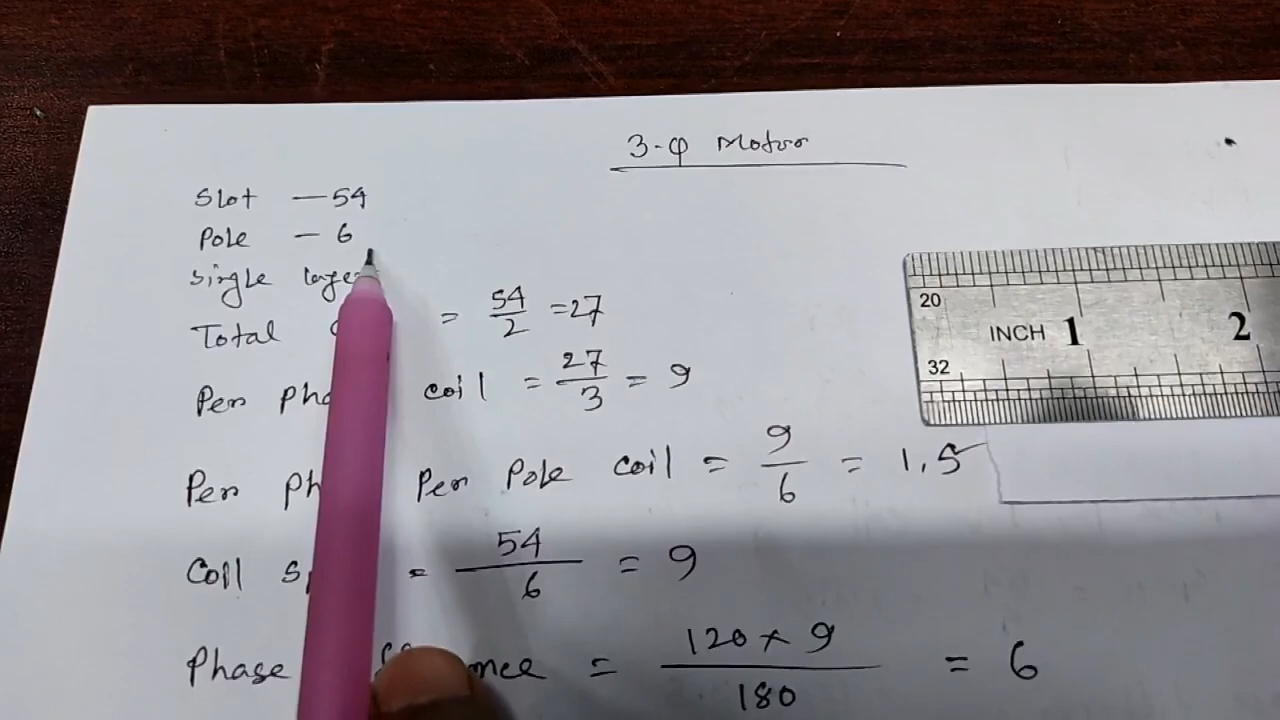 3-φ Motor
Slot — 54
Pole — 6
Single layer
Total = 54/2 = 27
Per coil = 27/3 = 9
Per Per Pole coil = 9/6 = 1.5
Coil = 54/6 = 9
Phase = 120 × 9/180 = 6
20
INCH 1 2
32